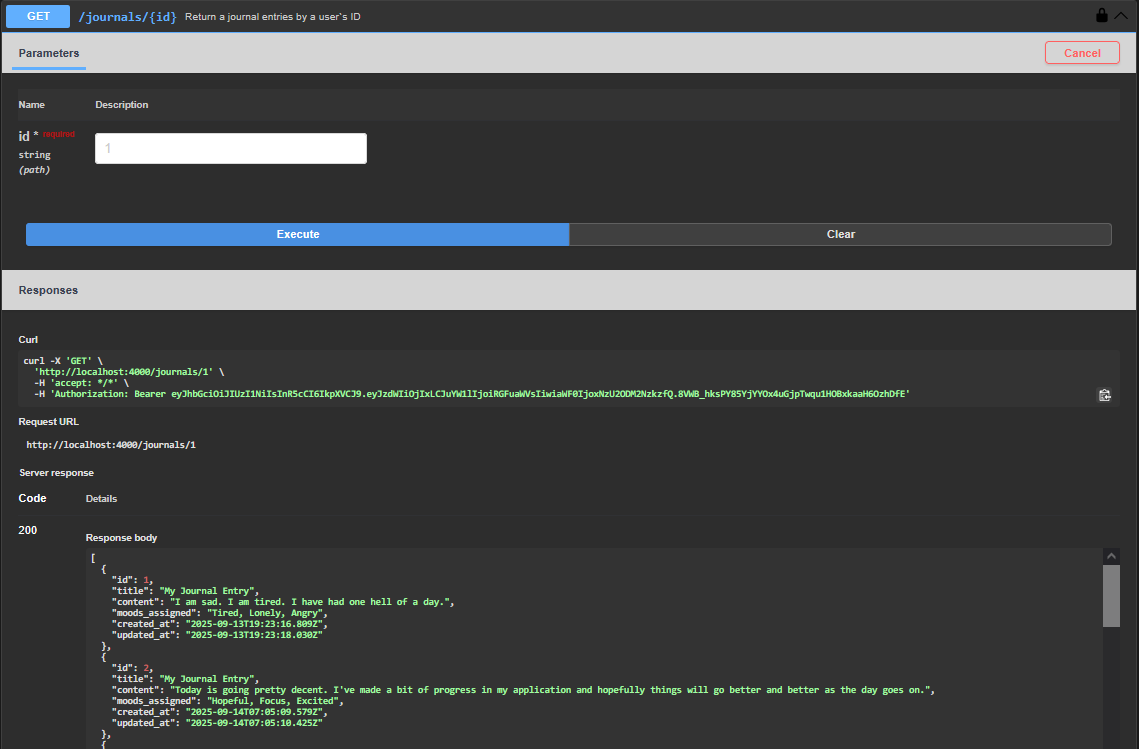 GET /journals/{id} Return a journal entries by a user's ID
Parameters
Cancel
Name Description
id * required
string
(path)
1
Execute
Clear
Responses
Curl
curl -X 'GET' \
'http://localhost:4000/journals/1' \
-H 'accept: */*' \
-H 'Authorization: Bearer eyJhbGciOiJIUzI1NiIsInR5cCI6IkpXVCJ9.eyJzdWIiOjIxLCJuYW1lIjoiRGFuaWVsIiwiaWF0IjoxNzU2ODM2NzkzfQ.8VWB_hksPY85YjYYOx4uGjpTwqu1HOBxkaaH6OzhDfE'
Request URL
http://localhost:4000/journals/1
Server response
Code Details
200
Response body
[
{
"id": 1,
"title": "My Journal Entry",
"content": "I am sad. I am tired. I have had one hell of a day.",
"moods_assigned": "Tired, Lonely, Angry",
"created_at": "2025-09-13T19:23:16.809Z",
"updated_at": "2025-09-13T19:23:18.030Z"
},
{
"id": 2,
"title": "My Journal Entry",
"content": "Today is going pretty decent. I've made a bit of progress in my application and hopefully things will go better and better as the day goes on.",
"moods_assigned": "Hopeful, Focus, Excited",
"created_at": "2025-09-14T07:05:09.579Z",
"updated_at": "2025-09-14T07:05:10.425Z"
},
{